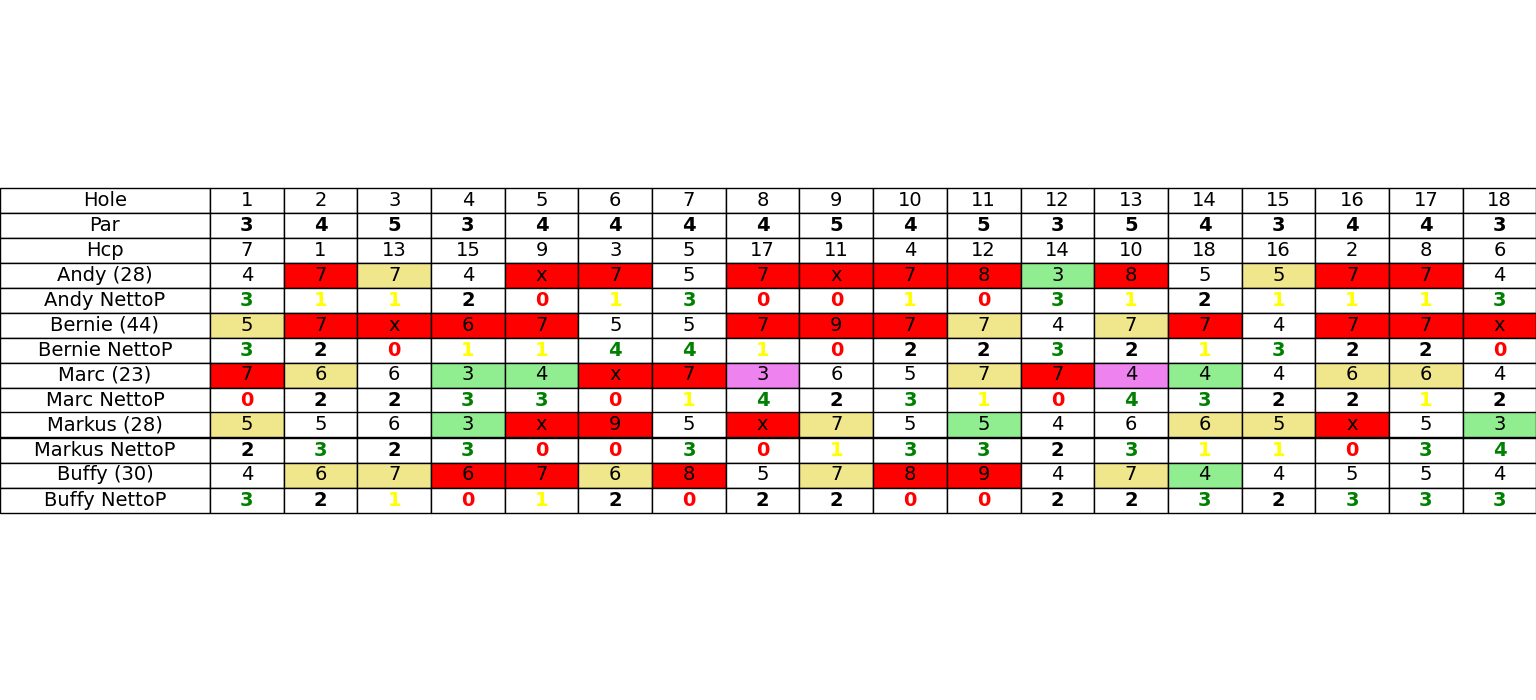 Hole 1 2 3 4 5 6 7 8 9 10 11 12 13 14 15 16 17 18
Par 3 4 5 3 4 4 4 4 5 4 5 3 5 4 3 4 4 3
Hcp 7 1 13 15 9 3 5 17 11 4 12 14 10 18 16 2 8 6
Andy (28) 4 7 7 4 x 7 5 7 x 7 8 3 8 5 5 7 7 4
Andy NettoP 3 1 1 2 0 1 3 0 0 1 0 3 1 2 1 1 1 3
Bernie (44) 5 7 x 6 7 5 5 7 9 7 7 4 7 7 4 7 7 x
Bernie NettoP 3 2 0 1 1 4 4 1 0 2 2 3 2 1 3 2 2 0
Marc (23) 7 6 6 3 4 x 7 3 6 5 7 7 4 4 4 6 6 4
Marc NettoP 0 2 2 3 3 0 1 4 2 3 1 0 4 3 2 2 1 2
Markus (28) 5 5 6 3 x 9 5 x 7 5 5 4 6 6 5 x 5 3
Markus NettoP 2 3 2 3 0 0 3 0 1 3 3 2 3 1 1 0 3 4
Buffy (30) 4 6 7 6 7 6 8 5 7 8 9 4 7 4 4 5 5 4
Buffy NettoP 3 2 1 0 1 2 0 2 2 0 0 2 2 3 2 3 3 3